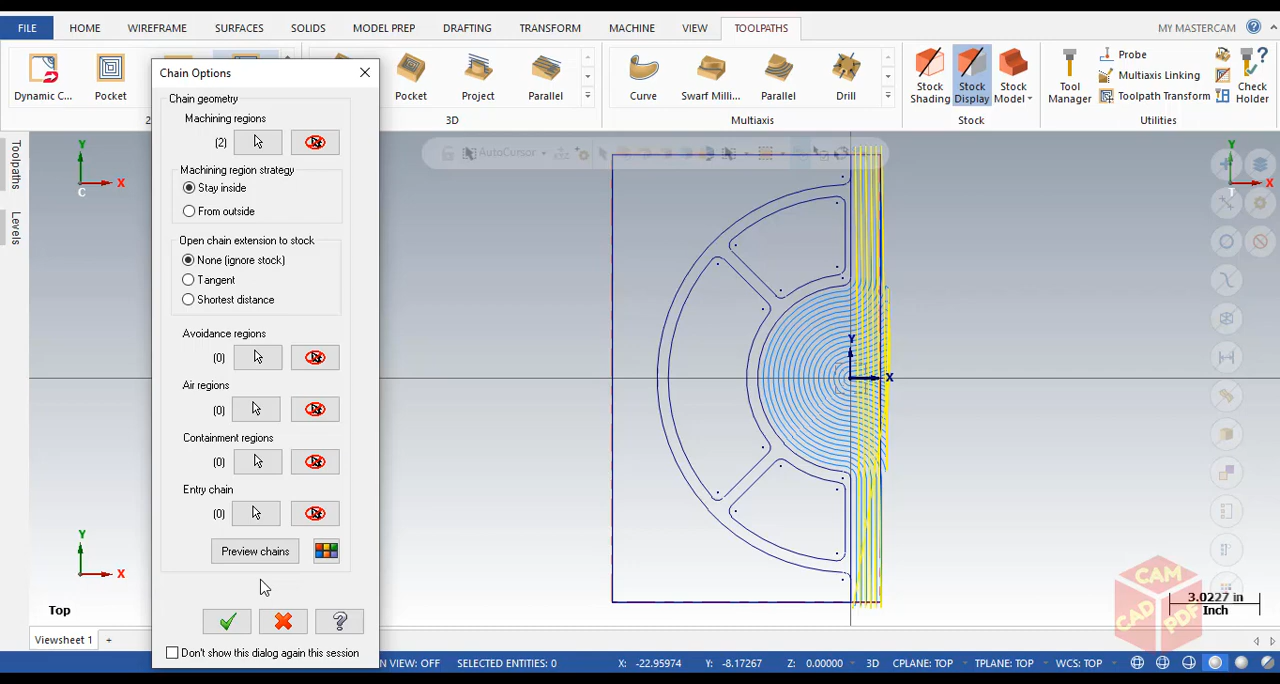 FILE HOME WIREFRAME SURFACES SOLIDS MODEL PREP DRAFTING TRANSFORM MACHINE VIEW TOOLPATHS MY MASTERCAM
Dynamic C... Pocket Pocket Project Parallel Curve Swarf Milli... Parallel Drill Stock Shading Stock Display Stock Model Tool Manager Probe Check Holder
Multiaxis Linking
Toolpath Transform
3D Multiaxis Stock Utilities
Chain Options
Chain geometry
Machining regions
(2)
Machining region strategy
Stay inside
From outside
Open chain extension to stock
None (ignore stock)
Tangent
Shortest distance
Avoidance regions
(0)
Air regions
(0)
Containment regions
(0)
Entry chain
(0)
Preview chains
Don't show this dialog again this session
Toolpaths
Levels
AutoCursor
Y
X
C
Y
X
T
Y
X
Y
X
Top
CAM
CAD
PDF
3.0227 in
Inch
Viewsheet 1 +
N VIEW: OFF SELECTED ENTITIES: 0 X: -22.95974 Y: -8.17267 Z: 0.00000 3D CPLANE: TOP TPLANE: TOP WCS: TOP